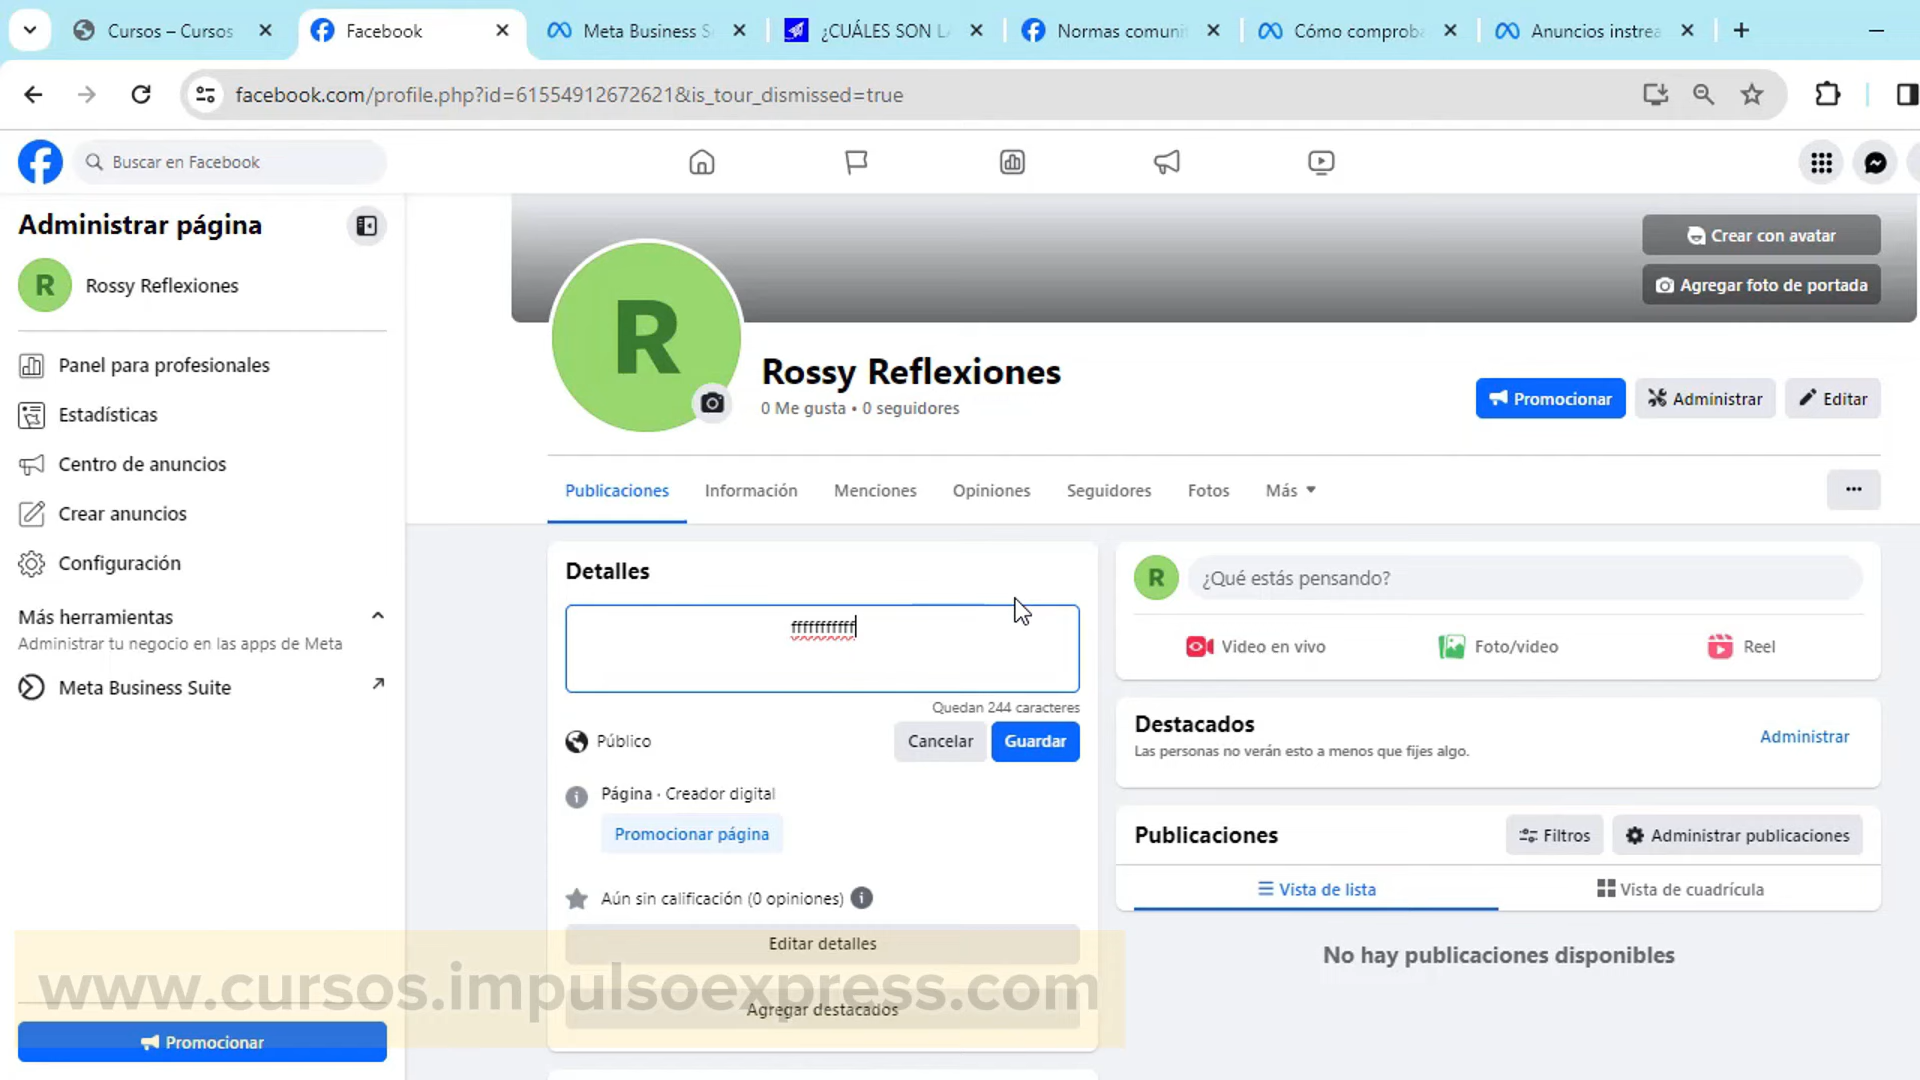 Cursos – Cursos
Facebook
Meta Business S
¿CUÁLES SON LA
Normas comuni
Cómo comproba
Anuncios instrea
facebook.com/profile.php?id=61554912672621&is_tour_dismissed=true
Buscar en Facebook
Administrar página
R
Rossy Reflexiones
Panel para profesionales
Estadísticas
Centro de anuncios
Crear anuncios
Configuración
Más herramientas
Administrar tu negocio en las apps de Meta
Meta Business Suite
Promocionar
Crear con avatar
Agregar foto de portada
R
Rossy Reflexiones
0 Me gusta • 0 seguidores
Promocionar
Administrar
Editar
Publicaciones
Información
Menciones
Opiniones
Seguidores
Fotos
Más
Detalles
fffffffffff
Quedan 244 caracteres
Público
Cancelar
Guardar
Página · Creador digital
Promocionar página
Aún sin calificación (0 opiniones)
Editar detalles
Agregar destacados
www.cursos.impulsoexpress.com
R
¿Qué estás pensando?
Video en vivo
Foto/video
Reel
Destacados
Las personas no verán esto a menos que fijes algo.
Administrar
Publicaciones
Filtros
Administrar publicaciones
Vista de lista
Vista de cuadrícula
No hay publicaciones disponibles